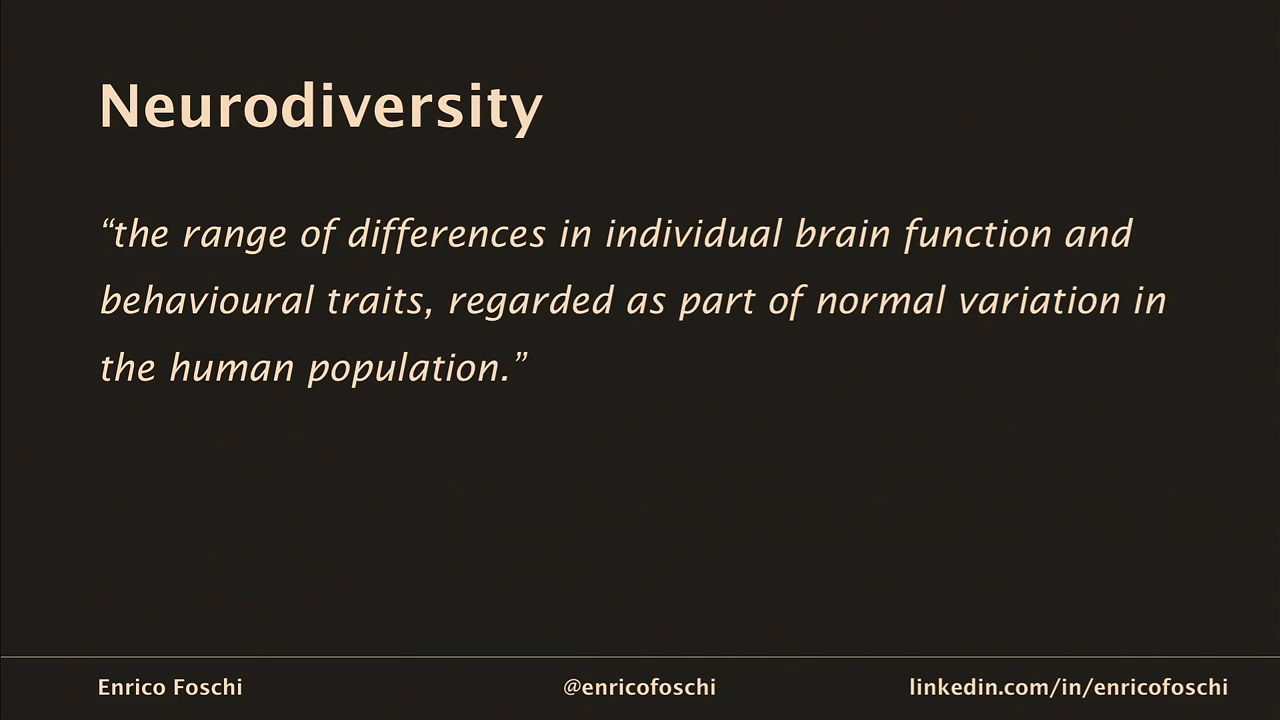 Neurodiversity
“the range of differences in individual brain function and
behavioural traits, regarded as part of normal variation in
the human population.”
Enrico Foschi
@enricofoschi
linkedin.com/in/enricofoschi